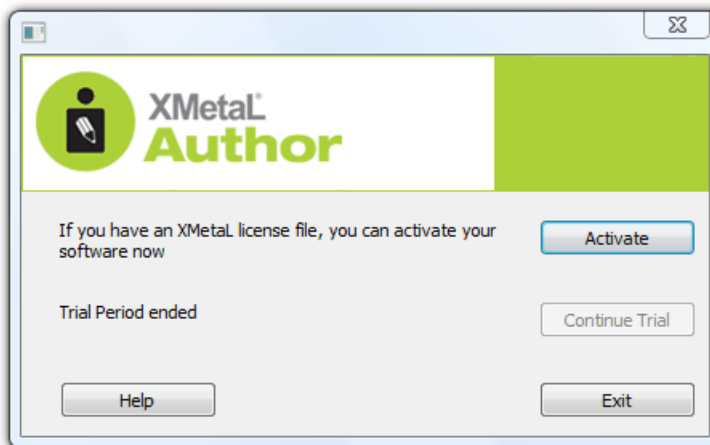 XMetaL®
Author
If you have an XMetaL license file, you can activate your
software now
Activate
Trial Period ended
Continue Trial
Help
Exit